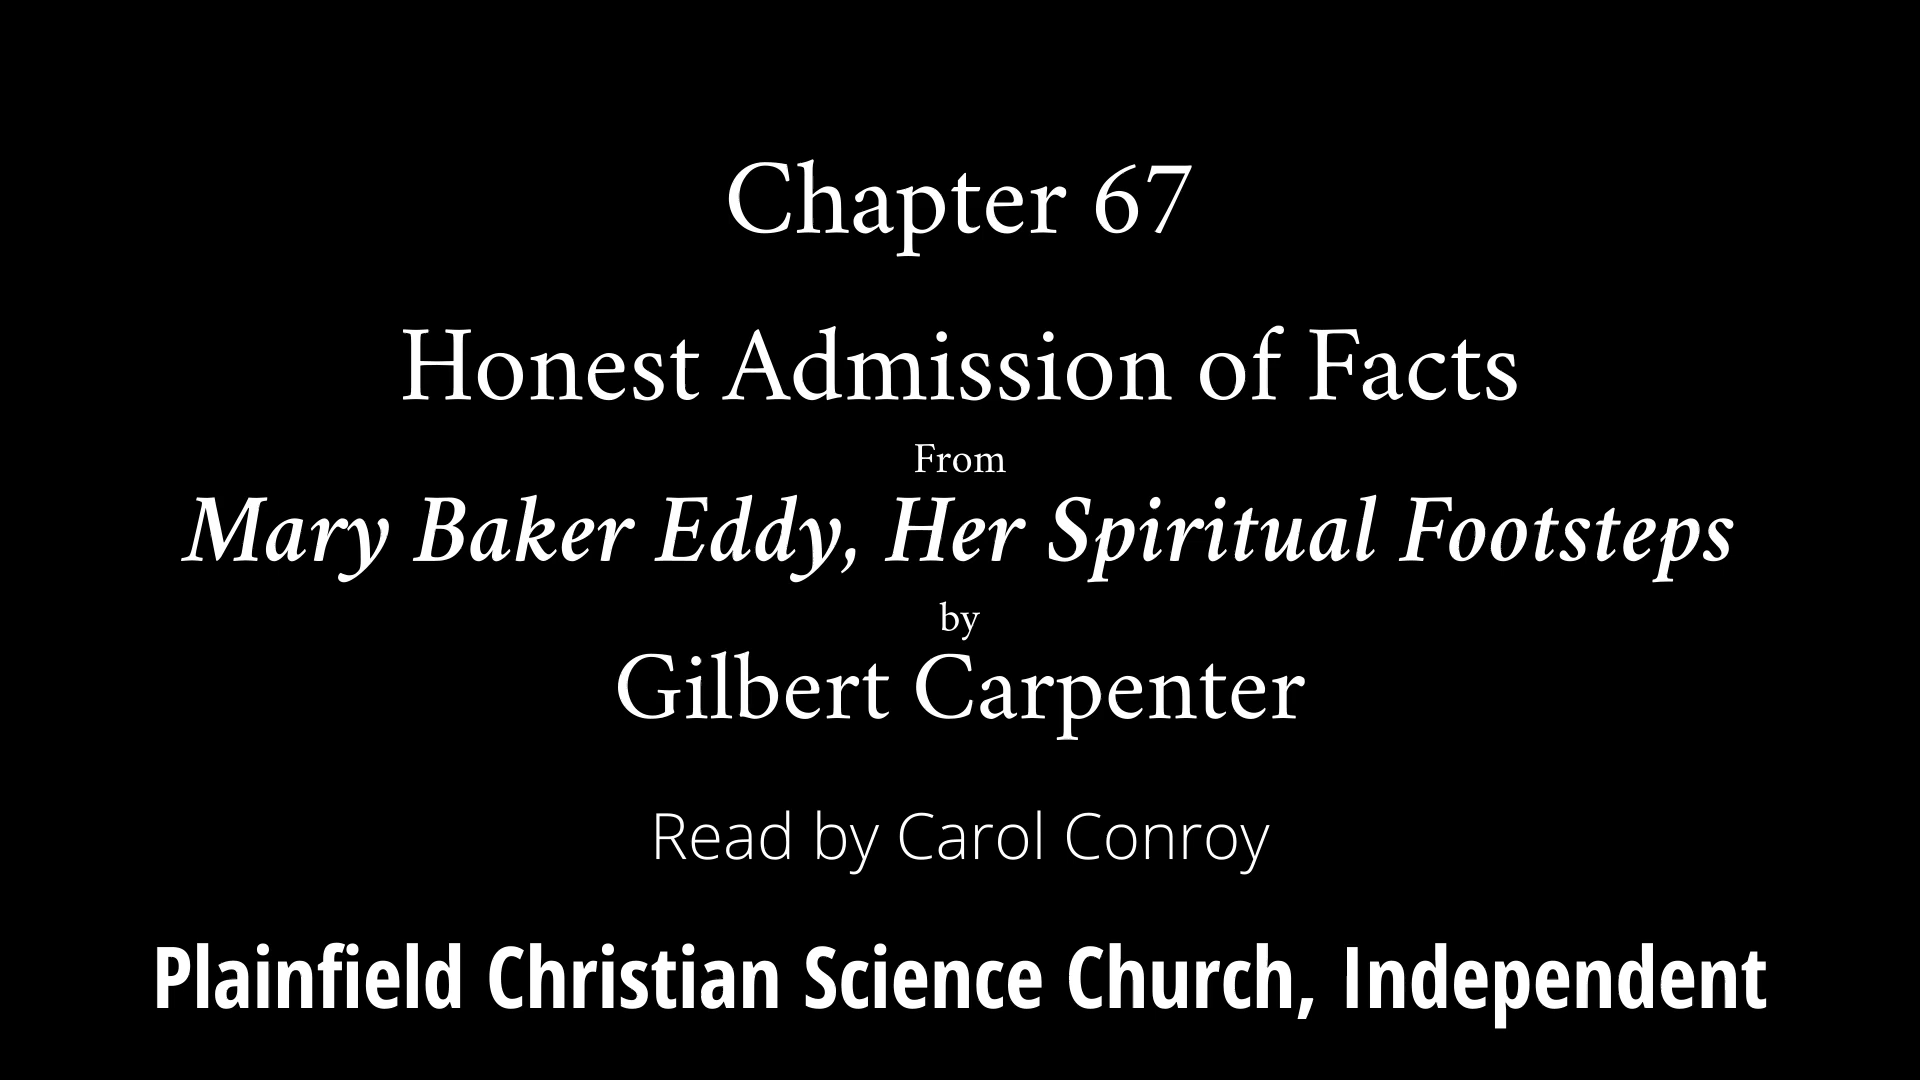 Chapter 67
Honest Admission of Facts
From
Mary Baker Eddy, Her Spiritual Footsteps
by
Gilbert Carpenter
Read by Carol Conroy
Plainfield Christian Science Church, Independent